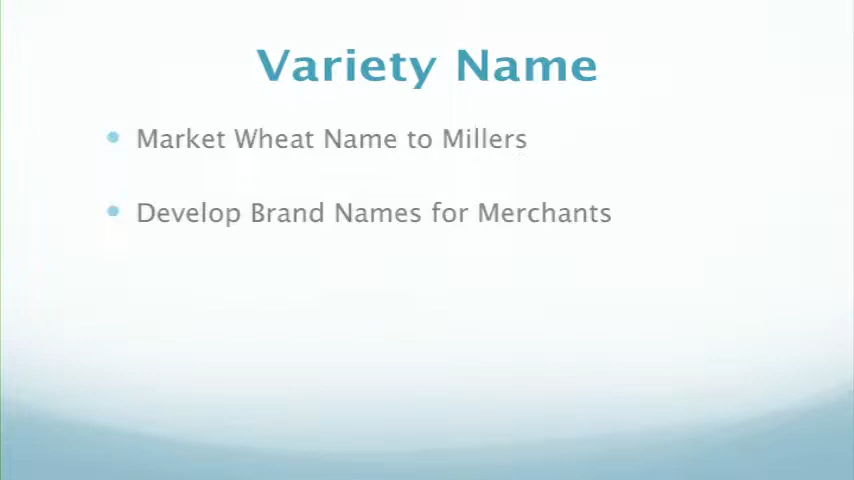 Variety Name
Market Wheat Name to Millers
Develop Brand Names for Merchants